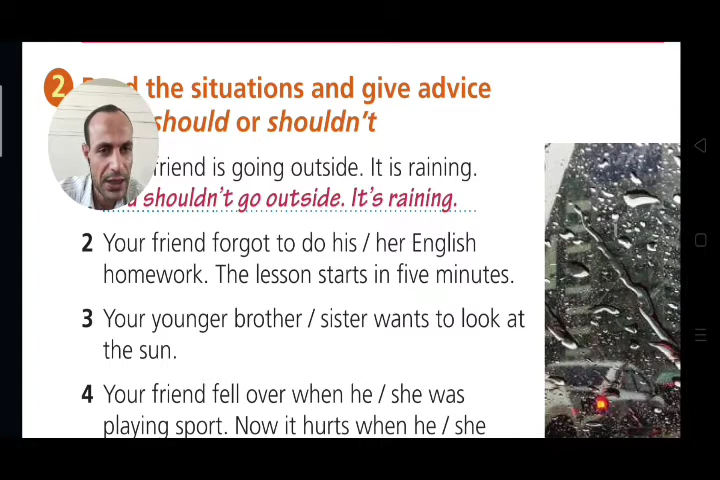 2 the situations and give advice
should or shouldn't
friend is going outside. It is raining.
shouldn't go outside. It's raining.
2 Your friend forgot to do his / her English
homework. The lesson starts in five minutes.
3 Your younger brother / sister wants to look at
the sun.
4 Your friend fell over when he / she was
playing sport. Now it hurts when he / she